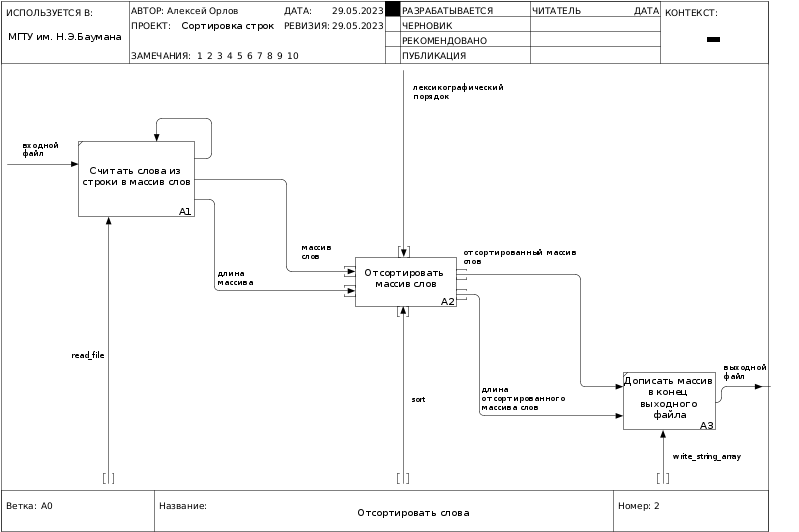 ИСПОЛЬЗУЕТСЯ В:
МГТУ им. Н.Э.Баумана
АВТОР: Алексей Орлов
ДАТА: 29.05.2023
ПРОЕКТ: Сортировка строк
РЕВИЗИЯ: 29.05.2023
ЗАМЕЧАНИЯ: 1 2 3 4 5 6 7 8 9 10
РАЗРАБАТЫВАЕТСЯ
ЧЕРНОВИК
РЕКОМЕНДОВАНО
ПУБЛИКАЦИЯ
ЧИТАТЕЛЬ
ДАТА
КОНТЕКСТ:
лексикографический
порядок
входной
файл
Считать слова из
строки в массив слов
A1
массив
слов
длина
массива
Отсортировать
массив слов
A2
отсортированный массив
слов
read_file
sort
длина
отсортированного
массива слов
Дописать массив
в конец
выходного
файла
A3
выходной
файл
write_string_array
Ветка: A0
Название:
Отсортировать слова
Номер: 2